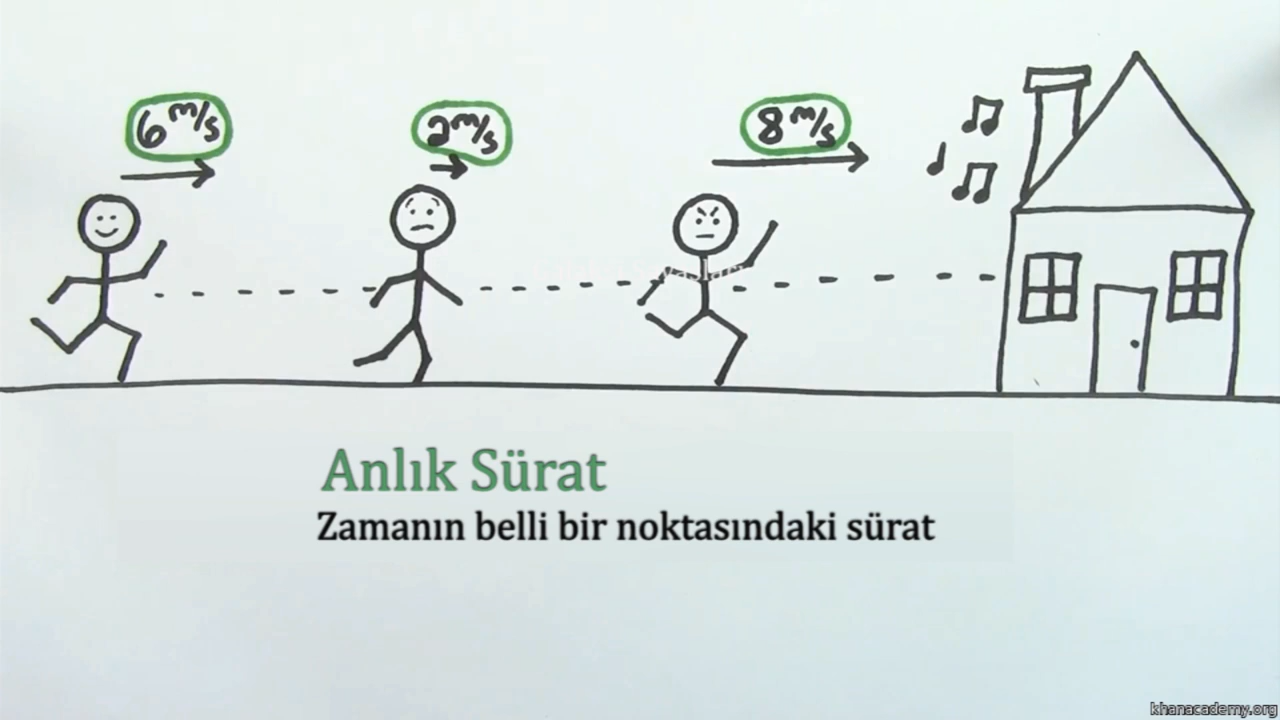 6 m/s
2 m/s
8 m/s
Anlık Sürat
Zamanın belli bir noktasındaki sürat
khanacademy.org